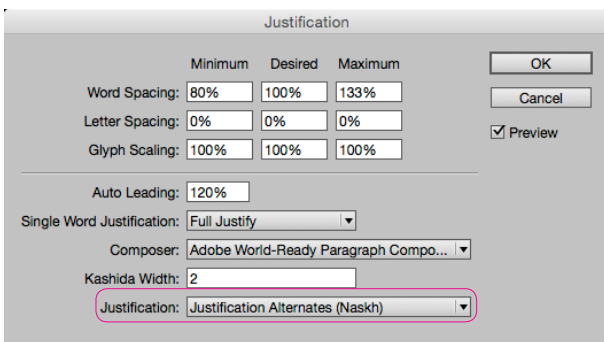 Justification
Minimum Desired Maximum
Word Spacing: 80% 100% 133%
Letter Spacing: 0% 0% 0%
Glyph Scaling: 100% 100% 100%
Auto Leading: 120%
Single Word Justification: Full Justify
Composer: Adobe World-Ready Paragraph Compo...
Kashida Width: 2
Justification: Justification Alternates (Naskh)
OK
Cancel
Preview